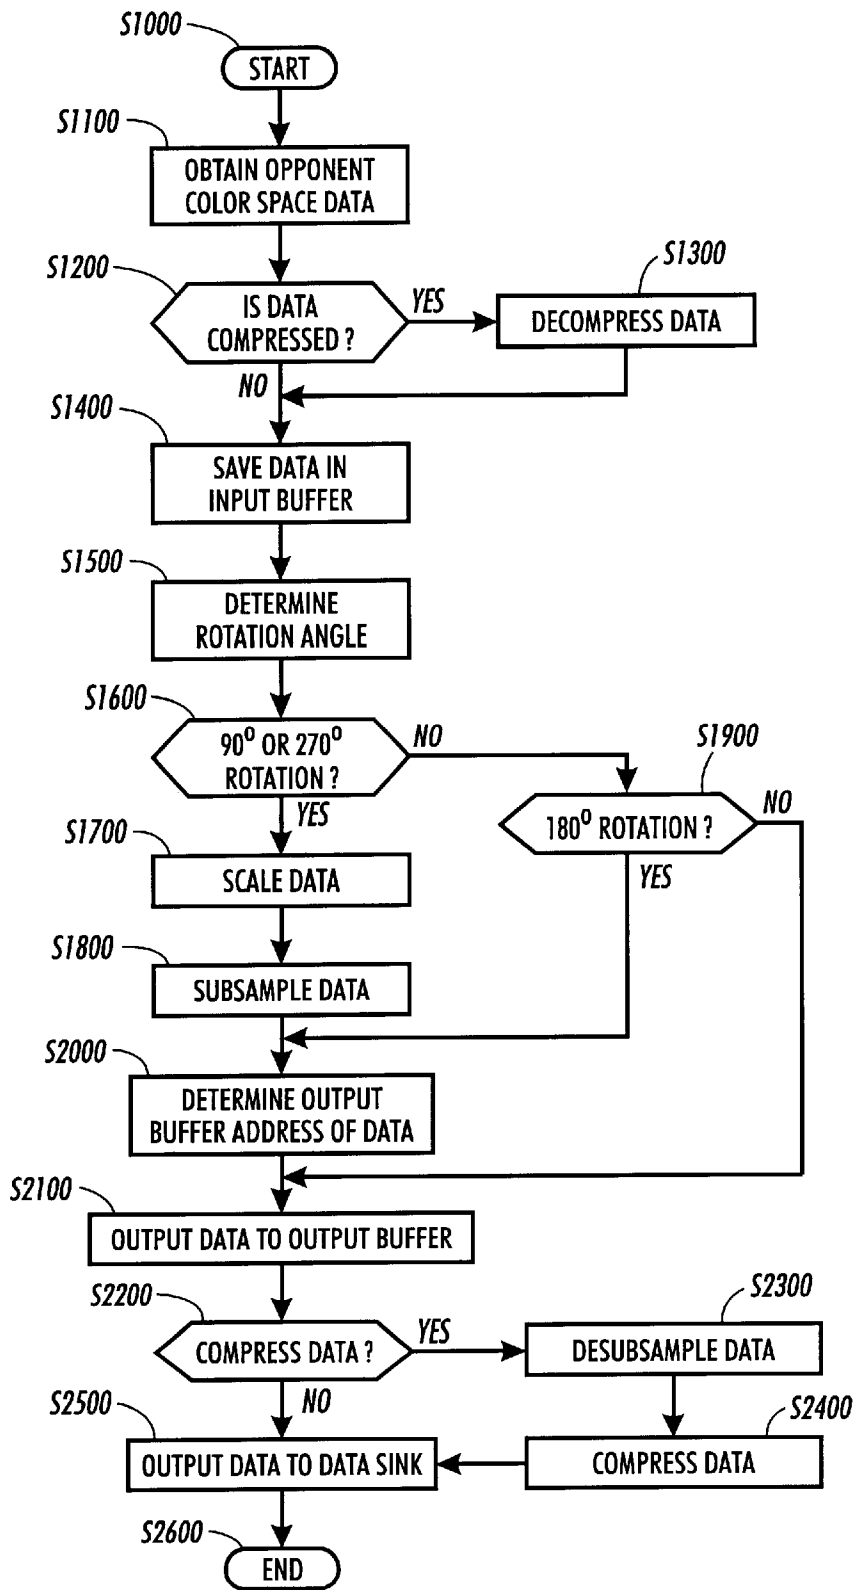 S1000
START
S1100
OBTAIN OPPONENT
COLOR SPACE DATA
S1200
IS DATA
COMPRESSED ?
YES
S1300
DECOMPRESS DATA
NO
S1400
SAVE DATA IN
INPUT BUFFER
S1500
DETERMINE
ROTATION ANGLE
S1600
90° OR 270°
ROTATION ?
NO
S1900
180° ROTATION ?
NO
YES
YES
S1700
SCALE DATA
S1800
SUBSAMPLE DATA
S2000
DETERMINE OUTPUT
BUFFER ADDRESS OF DATA
S2100
OUTPUT DATA TO OUTPUT BUFFER
S2200
COMPRESS DATA ?
YES
S2300
DESUBSAMPLE DATA
NO
S2400
COMPRESS DATA
S2500
OUTPUT DATA TO DATA SINK
S2600
END